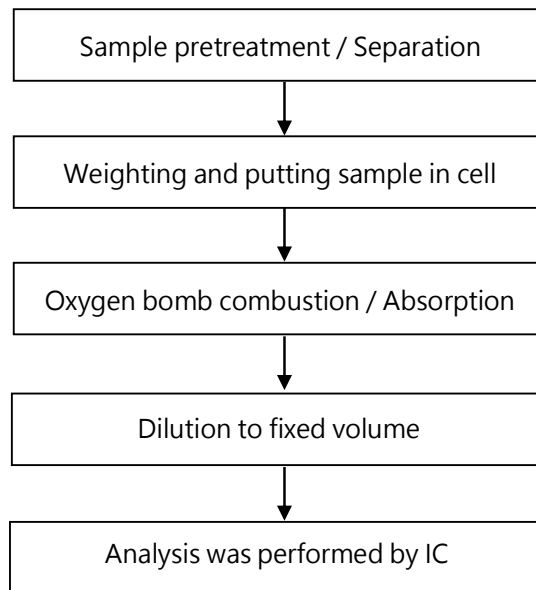 Sample pretreatment / Separation
Weighting and putting sample in cell
Oxygen bomb combustion / Absorption
Dilution to fixed volume
Analysis was performed by IC